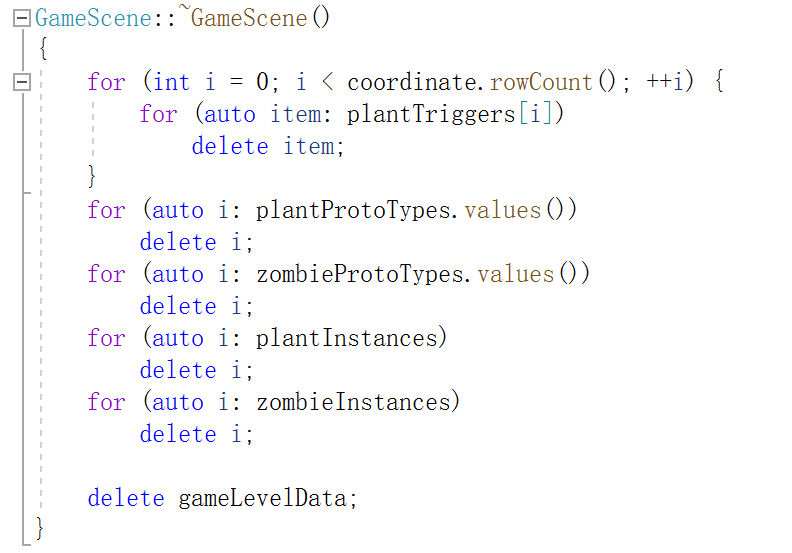 GameScene::~GameScene()
{
    for (int i = 0; i < coordinate.rowCount(); ++i) {
        for (auto item: plantTriggers[i])
            delete item;
    }
    for (auto i: plantProtoTypes.values())
        delete i;
    for (auto i: zombieProtoTypes.values())
        delete i;
    for (auto i: plantInstances)
        delete i;
    for (auto i: zombieInstances)
        delete i;

    delete gameLevelData;
}